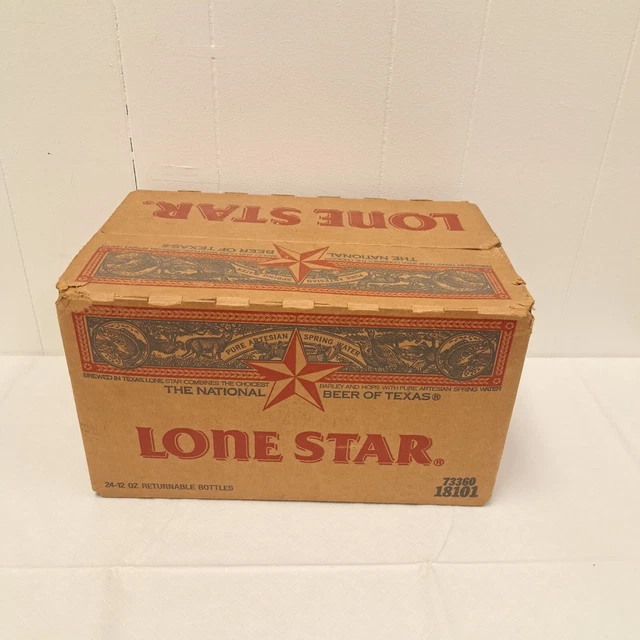 LONE STAR®
THE NATIONAL
BEER OF TEXAS®
PURE ARTESIAN SPRING WATER
BREWED IN TEXAS, LONE STAR COMBINES THE CHOICEST BARLEY AND HOPS WITH PURE ARTESIAN SPRING WATER
THE NATIONAL BEER OF TEXAS®
LONE STAR®
24-12 OZ. RETURNABLE BOTTLES
73360
18101